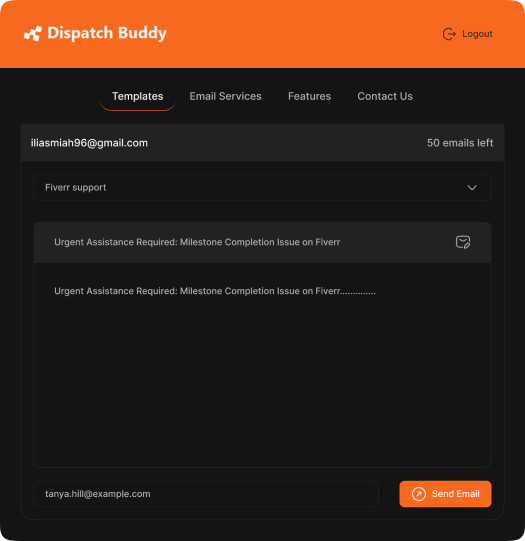 Dispatch Buddy
Logout
Templates Email Services Features Contact Us
iliasmiah96@gmail.com 50 emails left
Fiverr support
Urgent Assistance Required: Milestone Completion Issue on Fiverr
Urgent Assistance Required: Milestone Completion Issue on Fiverr..............
tanya.hill@example.com Send Email